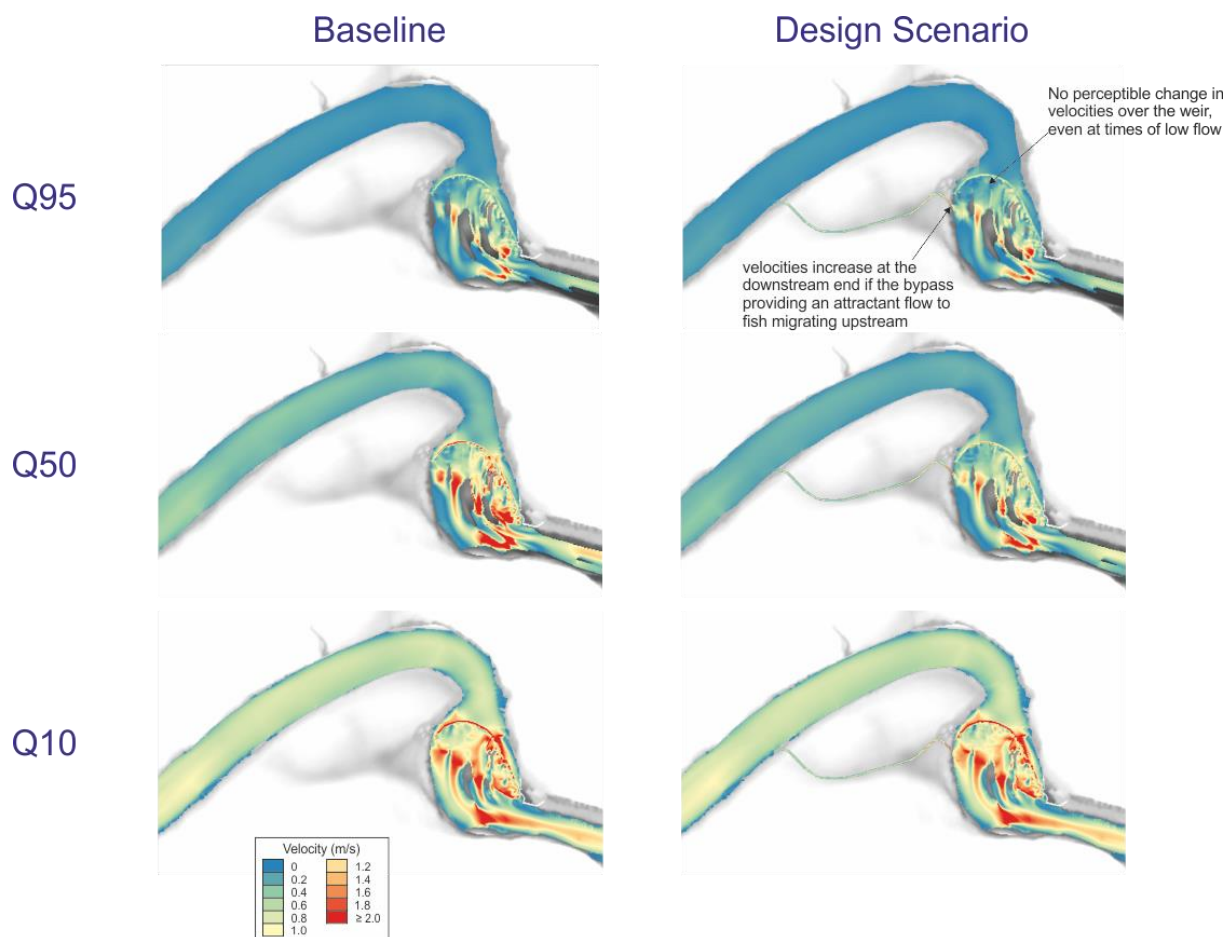 Baseline
Design Scenario
Q95
No perceptible change in
velocities over the weir,
even at times of low flow
velocities increase at the
downstream end if the bypass
providing an attractant flow to
fish migrating upstream
Q50
Q10
Velocity (m/s)
0
0.2
0.4
0.6
0.8
1.0
1.2
1.4
1.6
1.8
≥ 2.0